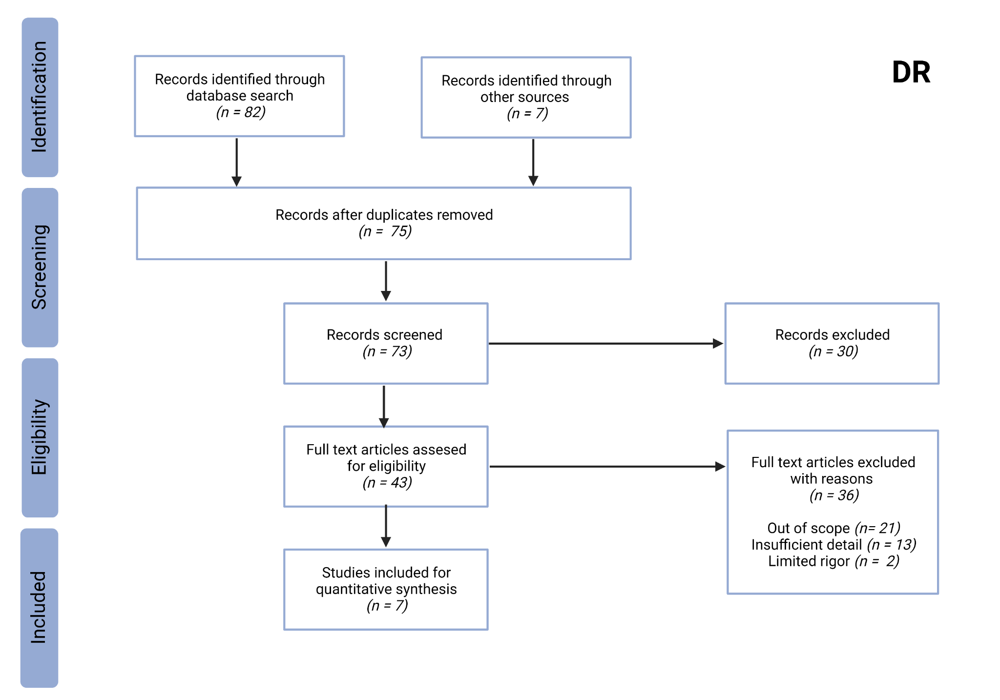 Identification
Records identified through
database search
(n = 82)
Records identified through
other sources
(n = 7)
DR
Screening
Records after duplicates removed
(n =  75)
Records screened
(n = 73)
Records excluded
(n = 30)
Eligibility
Full text articles assesed
for eligibility
(n = 43)
Full text articles excluded
with reasons
(n = 36)
Out of scope (n= 21)
Insufficient detail (n = 13)
Limited rigor (n =  2)
Included
Studies included for
quantitative synthesis
(n = 7)